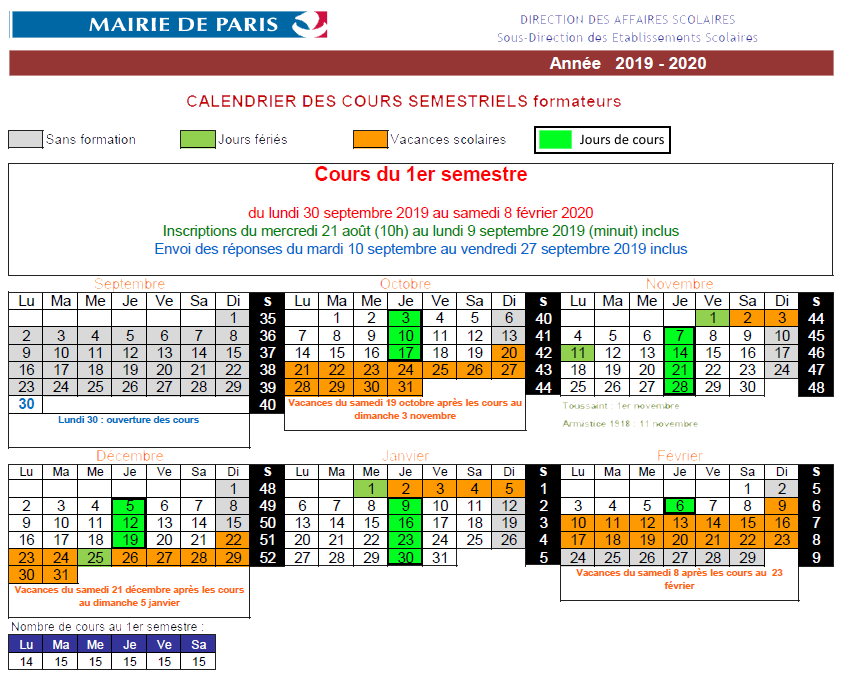 MAIRIE DE PARIS
DIRECTION DES AFFAIRES SCOLAIRES
Sous-Direction des Etablissements Scolaires
Année 2019 - 2020
CALENDRIER DES COURS SEMESTRIELS formateurs
Sans formation Jours fériés Vacances scolaires Jours de cours
Cours du 1er semestre
du lundi 30 septembre 2019 au samedi 8 février 2020
Inscriptions du mercredi 21 août (10h) au lundi 9 septembre 2019 (minuit) inclus
Envoi des réponses du mardi 10 septembre au vendredi 27 septembre 2019 inclus
Septembre Octobre Novembre
Lu Ma Me Je Ve Sa Di S Lu Ma Me Je Ve Sa Di S Lu Ma Me Je Ve Sa Di S
1 35 1 2 3 4 5 6 40 1 2 3 44
2 3 4 5 6 7 8 36 7 8 9 10 11 12 13 41 4 5 6 7 8 9 10 45
9 10 11 12 13 14 15 37 14 15 16 17 18 19 20 42 11 12 13 14 15 16 17 46
16 17 18 19 20 21 22 38 21 22 23 24 25 26 27 43 18 19 20 21 22 23 24 47
23 24 25 26 27 28 29 39 28 29 30 31 44 25 26 27 28 29 30 48
30 40
Lundi 30 : ouverture des cours
Vacances du samedi 19 octobre après les cours au
dimanche 3 novembre
Toussaint : 1er novembre
Armistice 1918 : 11 novembre
Décembre Janvier Février
Lu Ma Me Je Ve Sa Di S Lu Ma Me Je Ve Sa Di S Lu Ma Me Je Ve Sa Di S
1 48 1 2 3 4 5 1 1 2 5
2 3 4 5 6 7 8 49 6 7 8 9 10 11 12 2 3 4 5 6 7 8 9 6
9 10 11 12 13 14 15 50 13 14 15 16 17 18 19 3 10 11 12 13 14 15 16 7
16 17 18 19 20 21 22 51 20 21 22 23 24 25 26 4 17 18 19 20 21 22 23 8
23 24 25 26 27 28 29 52 27 28 29 30 31 5 24 25 26 27 28 29 9
30 31
Vacances du samedi 21 décembre après les cours
au dimanche 5 janvier
Vacances du samedi 8 après les cours au 23
février
Nombre de cours au 1er semestre :
Lu Ma Me Je Ve Sa
14 15 15 15 15 15